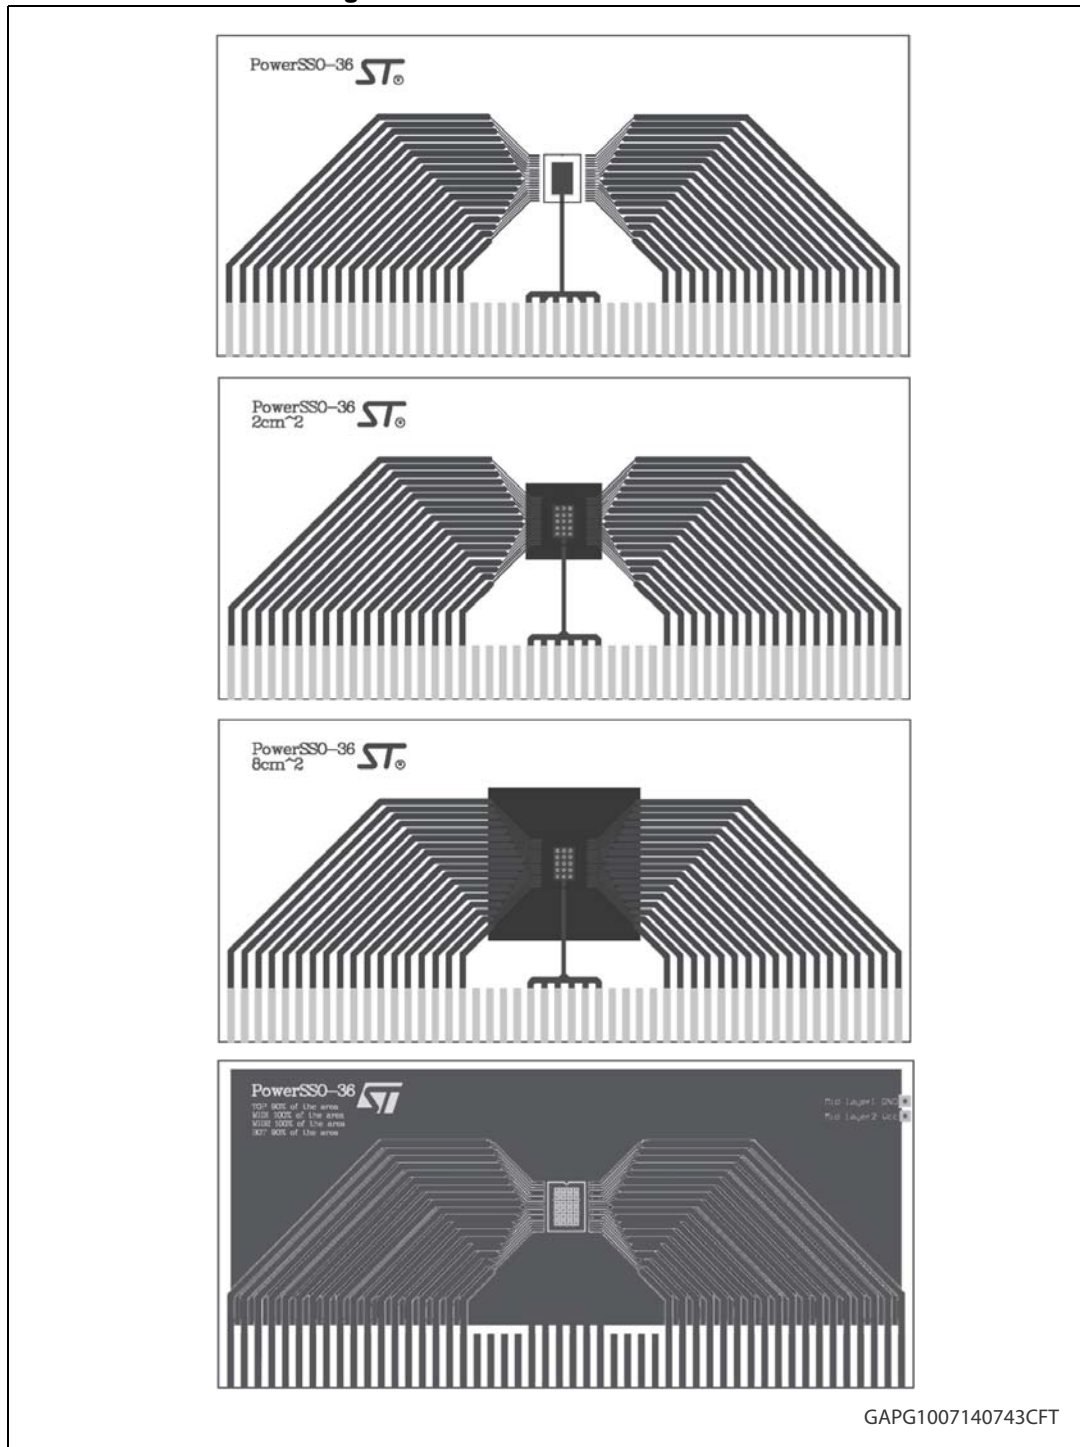 PowerSSO-36 ST®
PowerSSO-36 ST®
2cm^2
PowerSSO-36 ST®
8cm^2
PowerSSO-36 ST
TOP 90% of the area
MID1 100% of the area
MID2 100% of the area
BOT 90% of the area
Mid Layer1 GND
Mid Layer2 Vcc
GAPG1007140743CFT